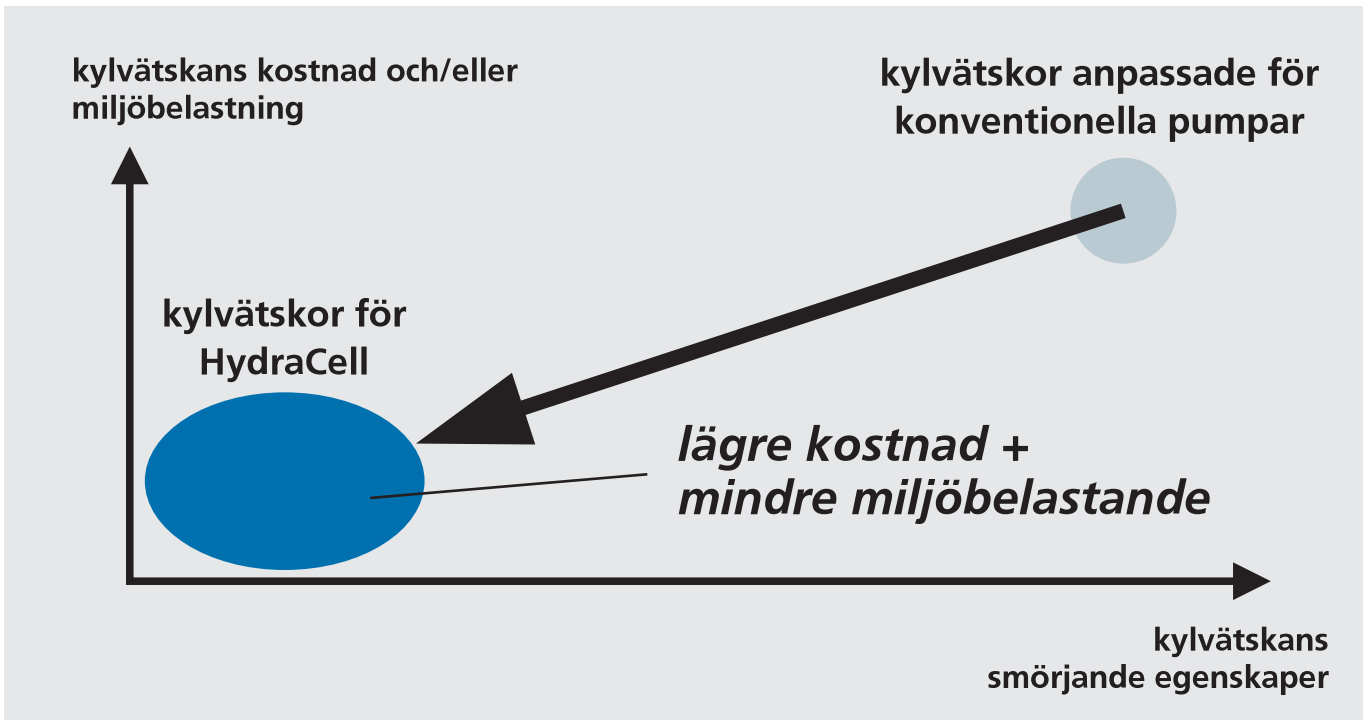 kylvätskans kostnad och/eller
miljöbelastning
kylvätskor anpassade för
konventionella pumpar
kylvätskor för
HydraCell
lägre kostnad +
mindre miljöbelastande
kylvätskans
smörjande egenskaper